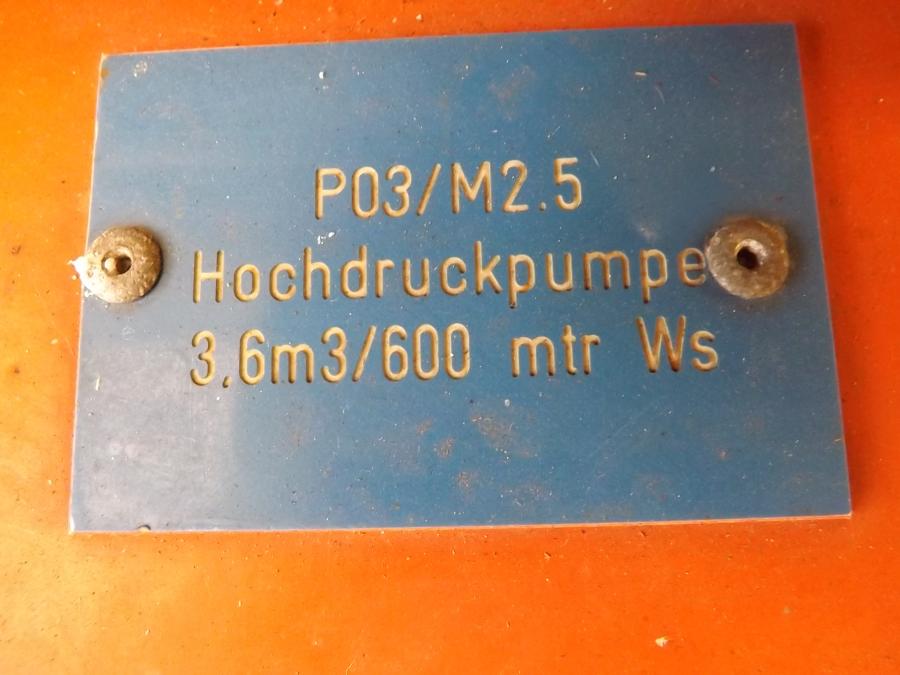 P03/M2.5
Hochdruckpumpe
3,6m3/600 mtr Ws